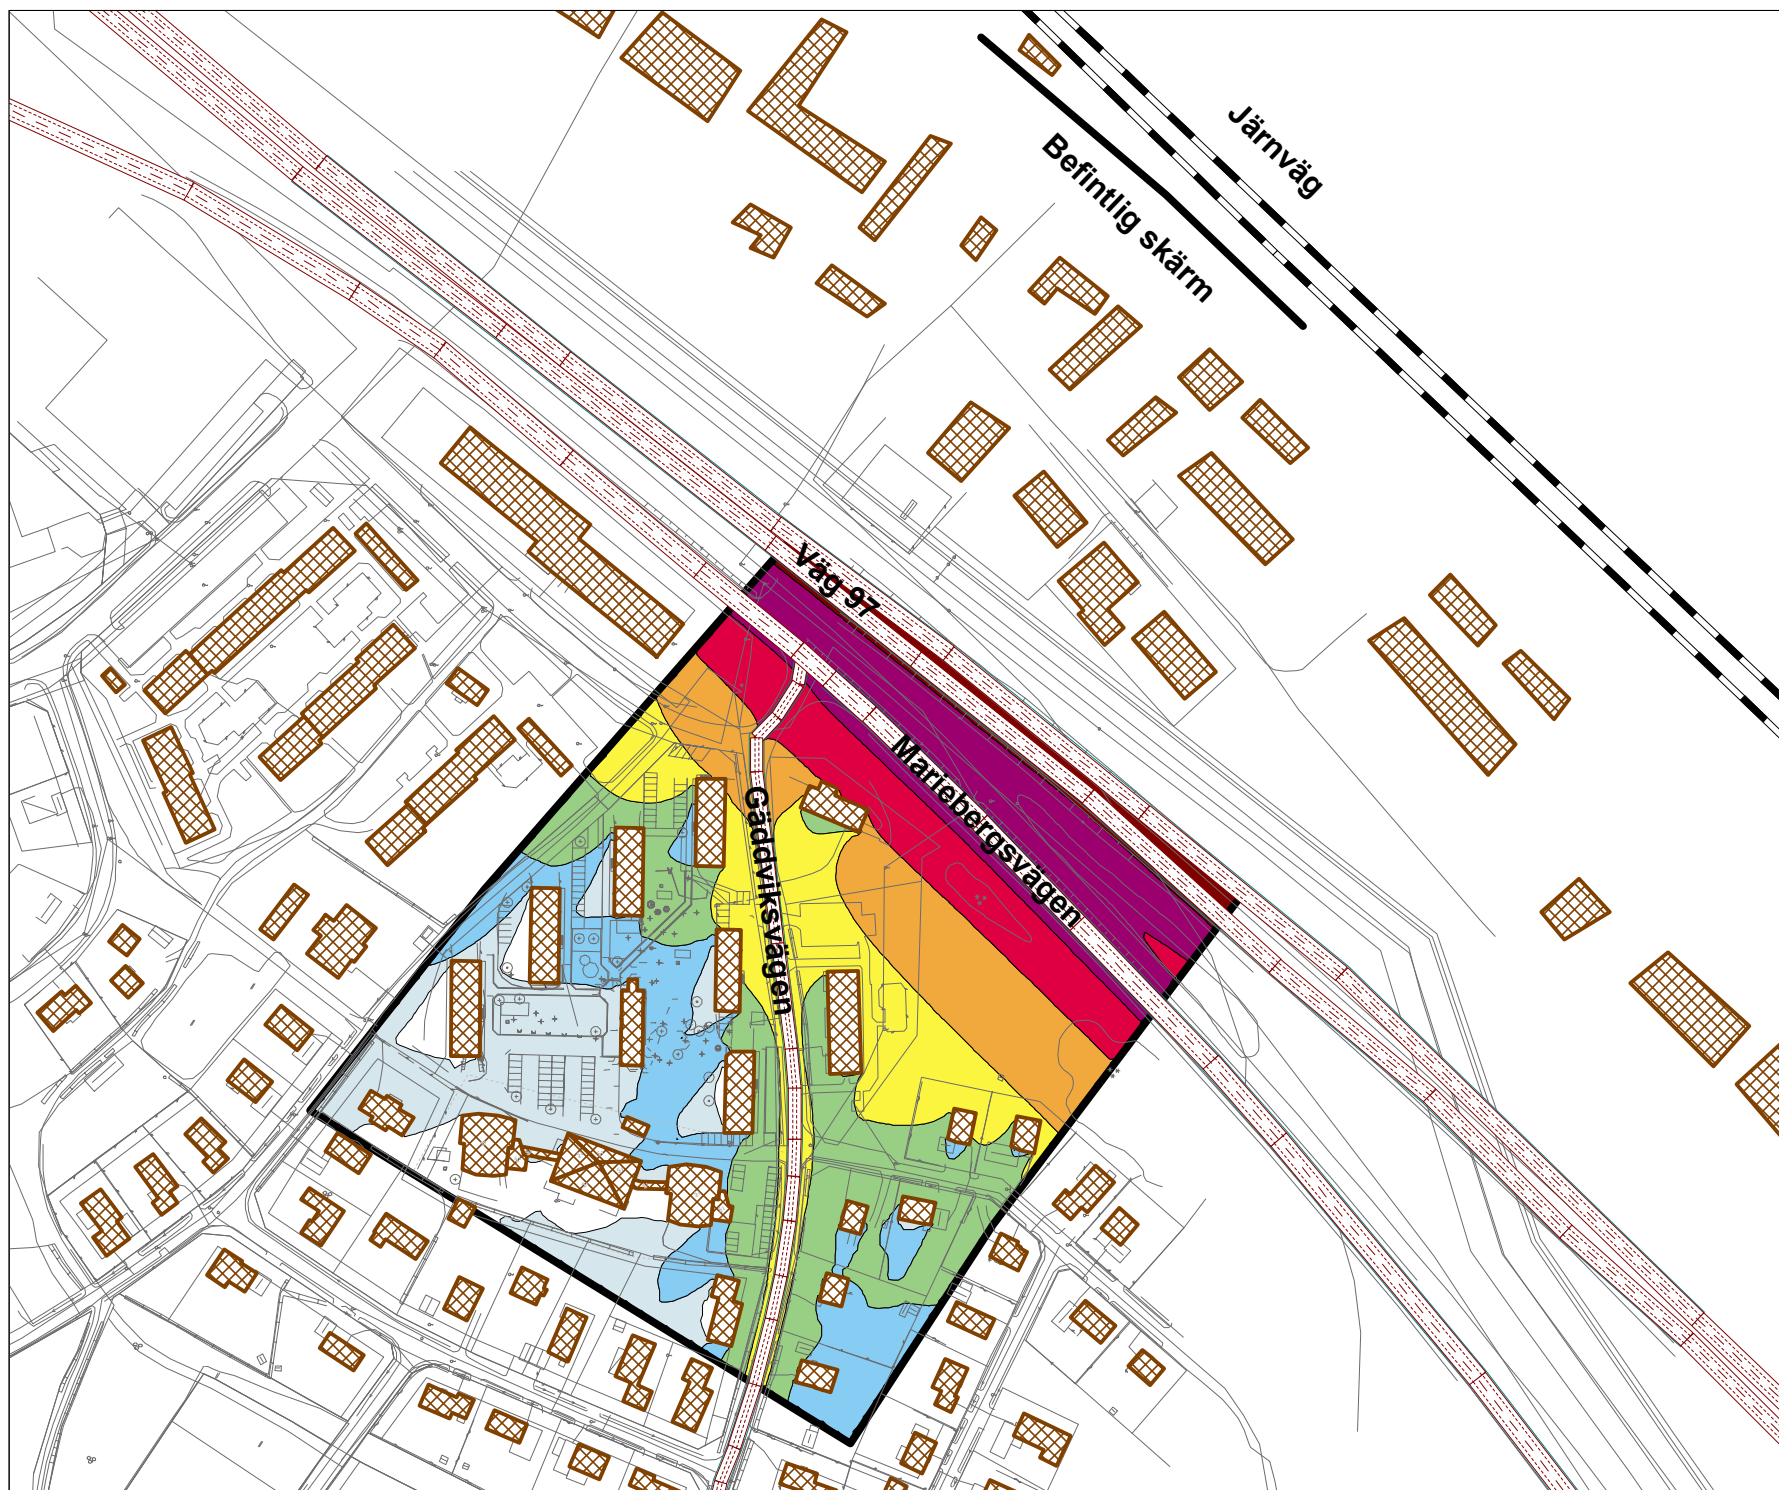 Järnväg
Befintlig skärm
Väg 97
Mariebergsvägen
Gäddviksvägen